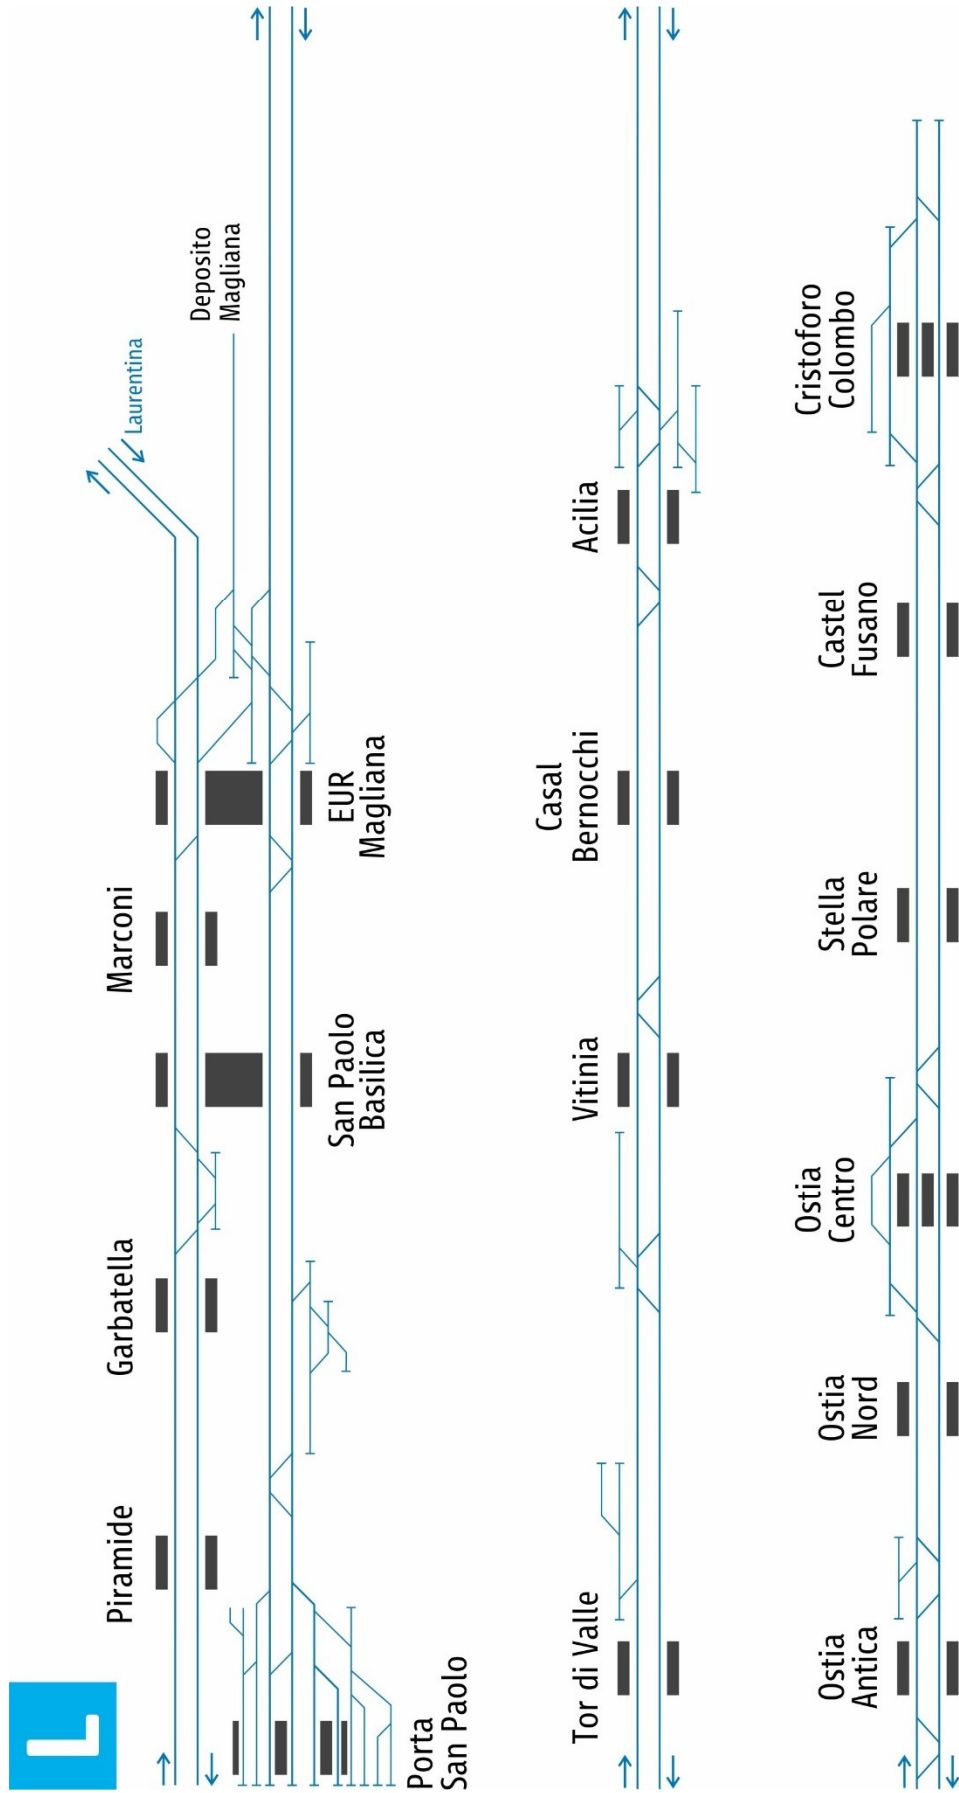 L
Piramide
Garbatella
Marconi
Laurentina
Deposito
Magliana
Porta
San Paolo
San Paolo
Basilica
EUR
Magliana
Tor di Valle
Vitinia
Casal
Bernocchi
Acilia
Ostia
Antica
Ostia
Nord
Ostia
Centro
Stella
Polare
Castel
Fusano
Cristoforo
Colombo